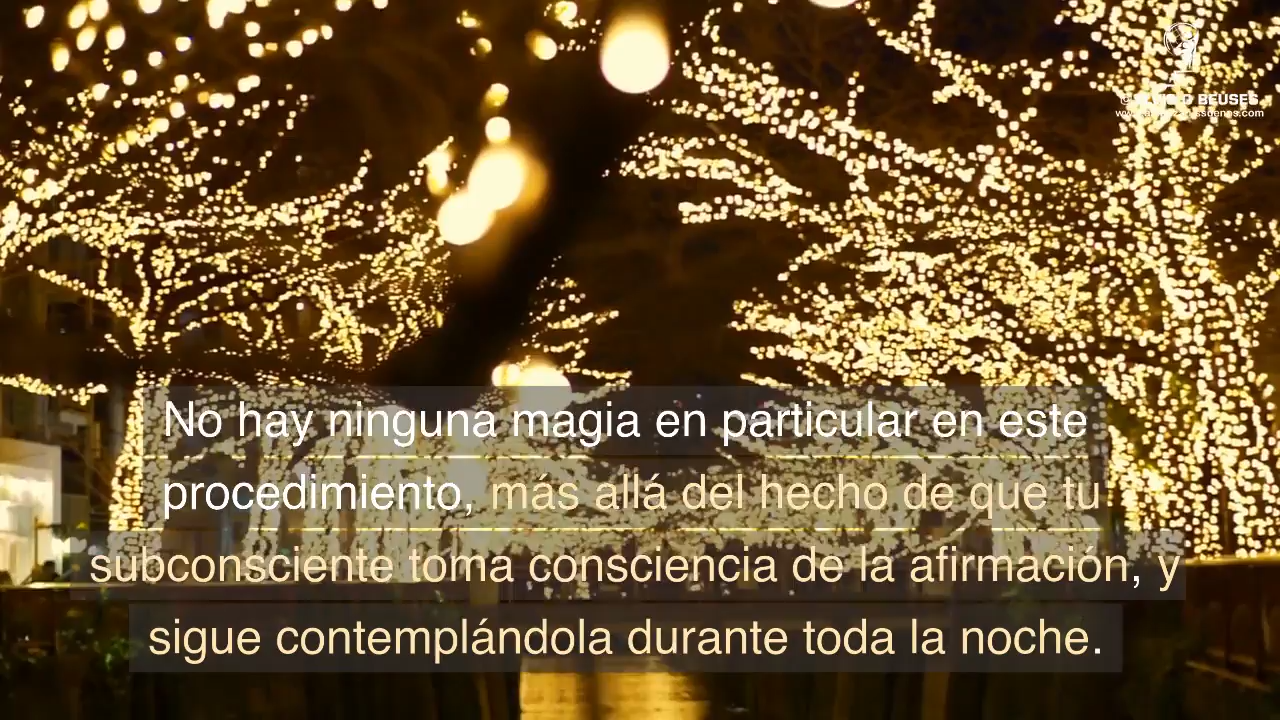 BEUSES
No hay ninguna magia en particular en este
procedimiento, más allá del hecho de que tu
subconsciente toma consciencia de la afirmación, y
sigue contemplándola durante toda la noche.